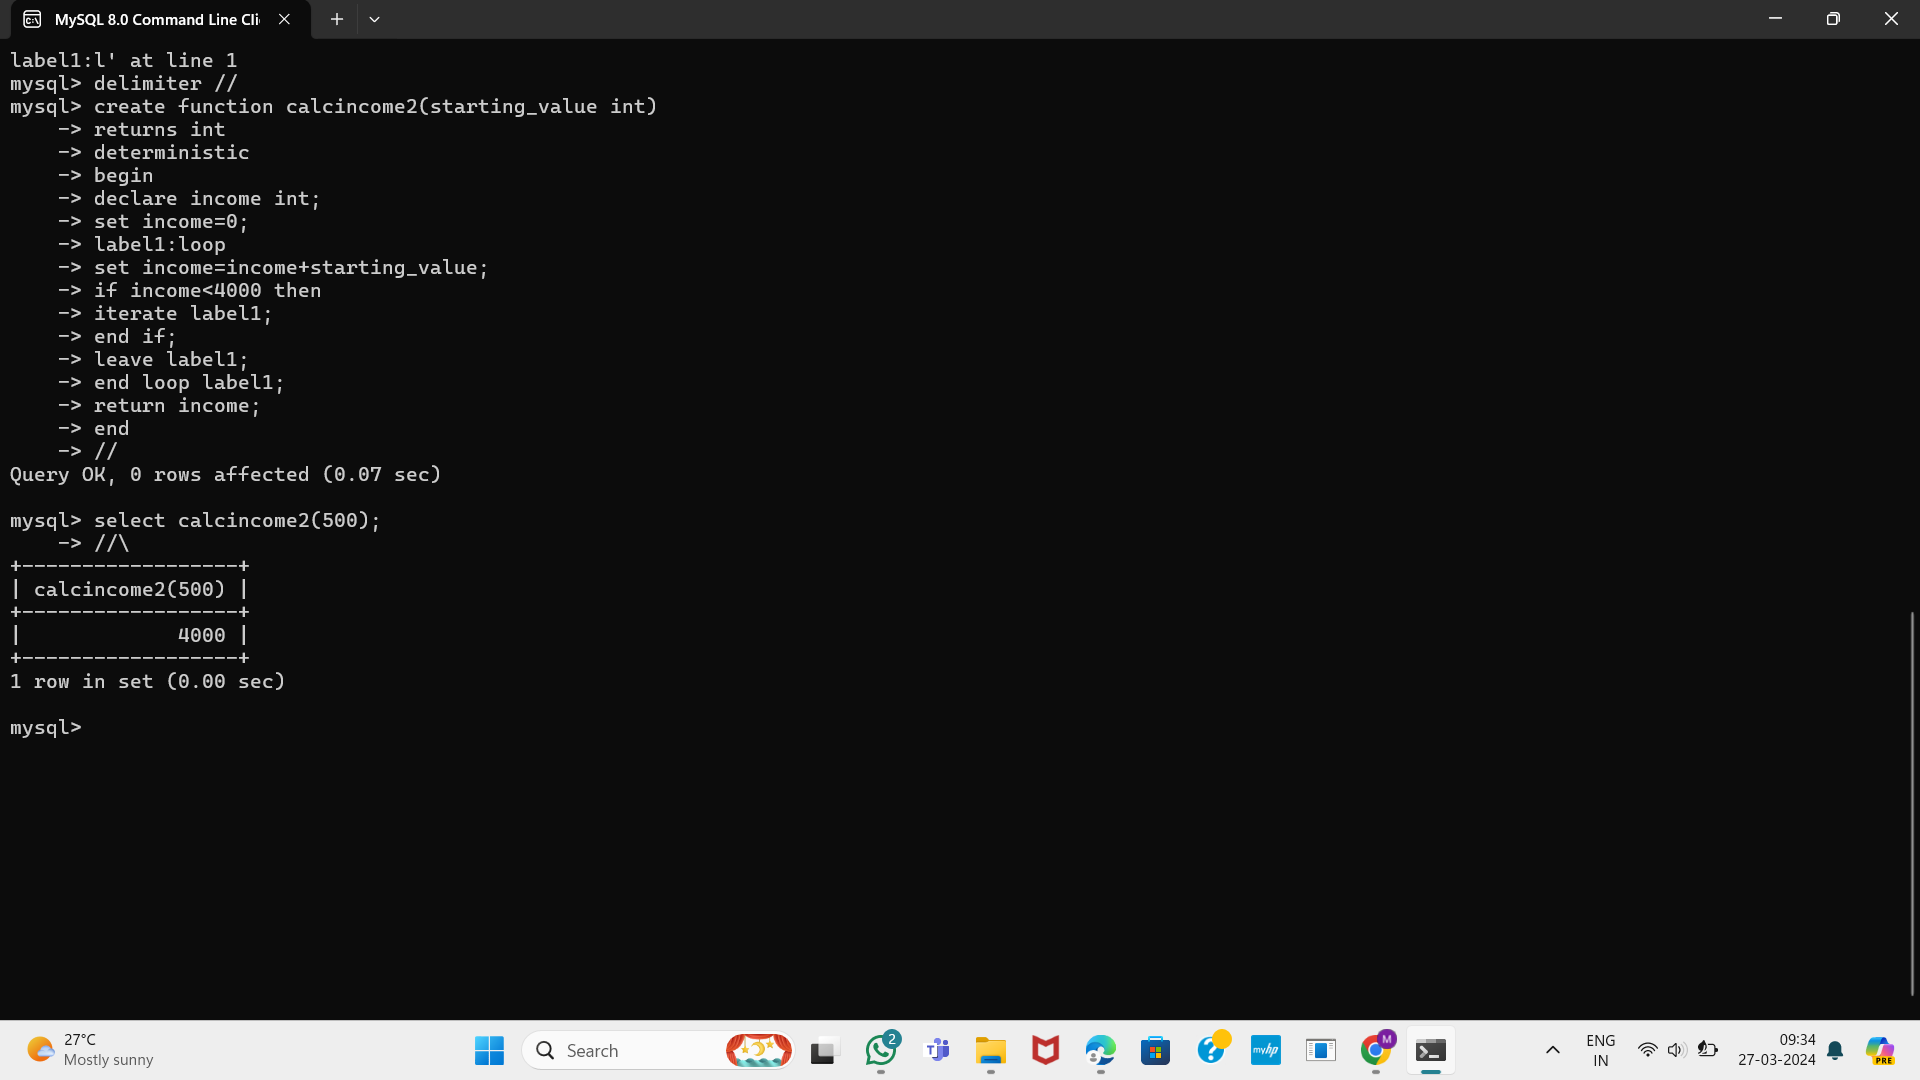 MySQL 8.0 Command Line Cli
label1:l' at line 1
mysql> delimiter //
mysql> create function calcincome2(starting_value int)
    -> returns int
    -> deterministic
    -> begin
    -> declare income int;
    -> set income=0;
    -> label1:loop
    -> set income=income+starting_value;
    -> if income<4000 then
    -> iterate label1;
    -> end if;
    -> leave label1;
    -> end loop label1;
    -> return income;
    -> end
    -> //
Query OK, 0 rows affected (0.07 sec)
mysql> select calcincome2(500);
    -> //\
+------------------+
| calcincome2(500) |
+------------------+
|             4000 |
+------------------+
1 row in set (0.00 sec)
mysql>
27°C
Mostly sunny
Search
2
T
?
myhp
M
ENG
IN
09:34
27-03-2024
PRE